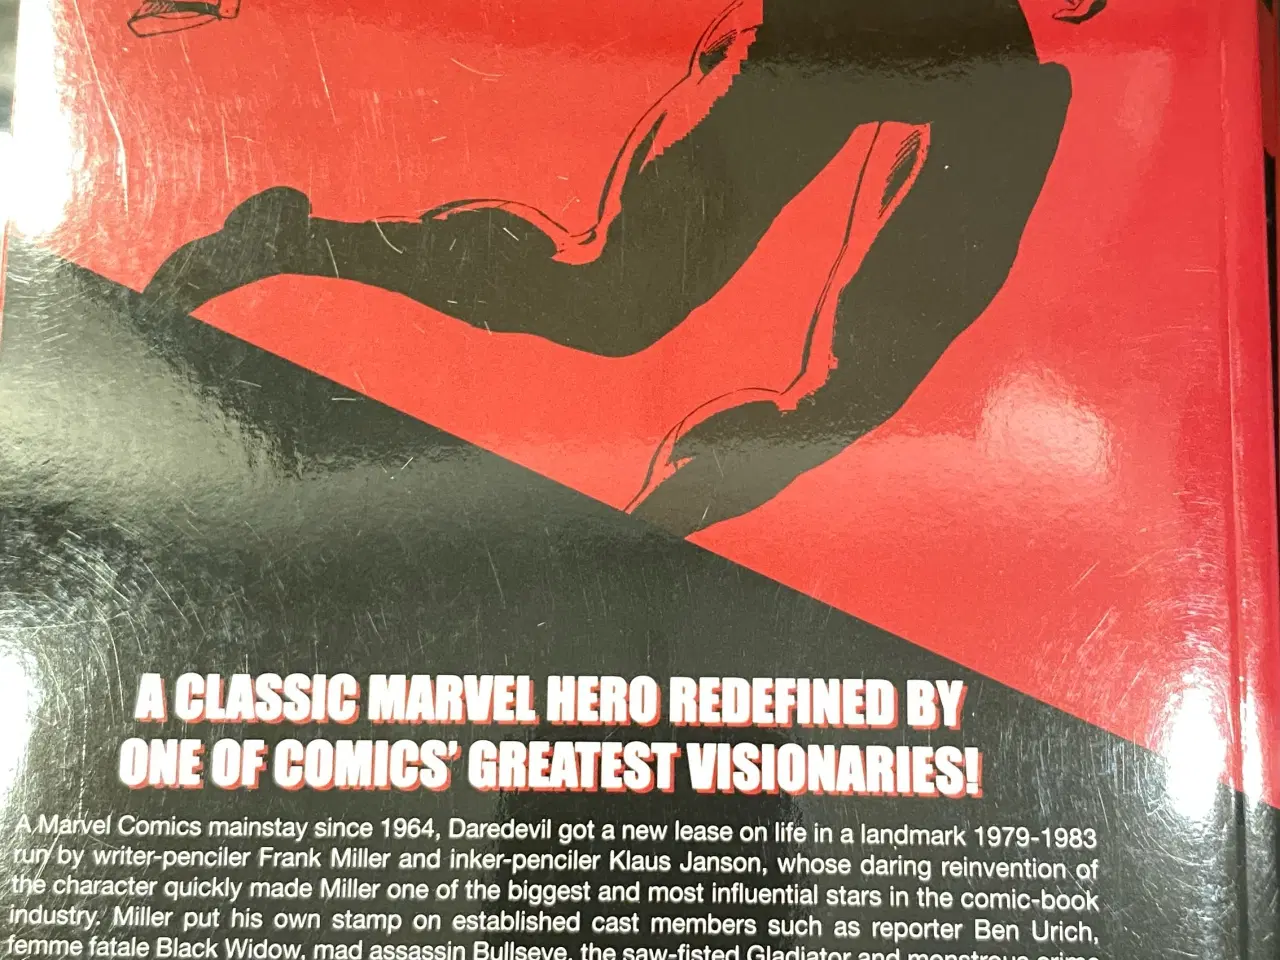 A CLASSIC MARVEL HERO REDEFINED BY
ONE OF COMICS' GREATEST VISIONARIES!
A Marvel Comics mainstay since 1964, Daredevil got a new lease on life in a landmark 1979-1983
run by writer-penciler Frank Miller and inker-penciler Klaus Janson, whose daring reinvention of
the character quickly made Miller one of the biggest and most influential stars in the comic-book
industry. Miller put his own stamp on established cast members such as reporter Ben Urich,
femme fatale Black Widow, mad assassin Bullseye, the saw-fisted Gladiator and monstrous crime